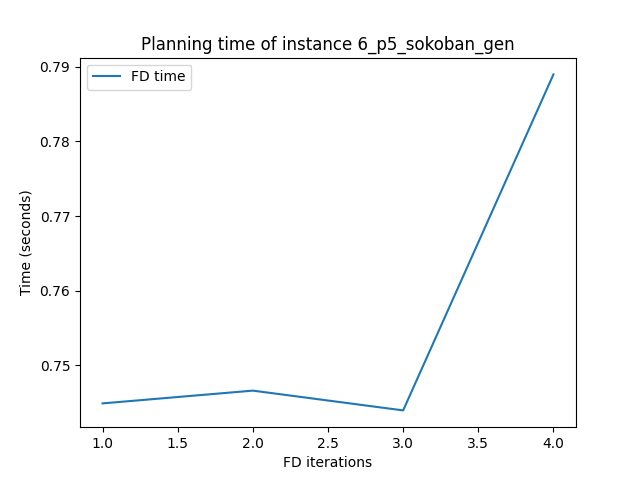 Planning time of instance 6_p5_sokoban_gen
FD time
0.79
0.78
0.77
0.76
0.75
Time (seconds)
1.0 1.5 2.0 2.5 3.0 3.5 4.0
FD iterations